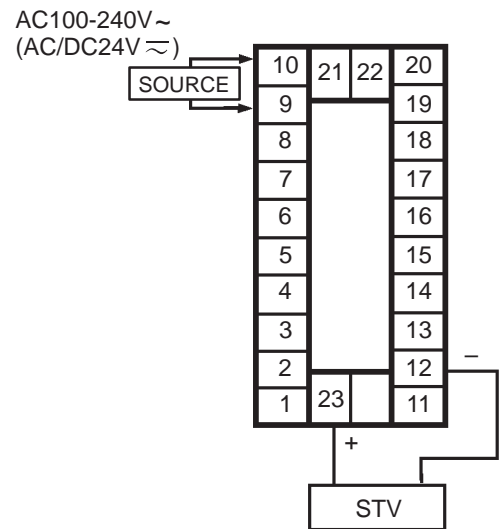 AC100-240V~
(AC/DC24V ⎓)
SOURCE
10 21 22 20
9 19
8 18
7 17
6 16
5 15
4 14
3 13
2 12 −
1 23 11
+
STV